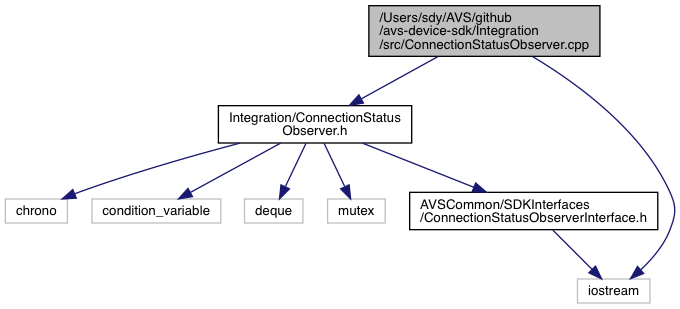 /Users/sdy/AVS/github
/avs-device-sdk/Integration
/src/ConnectionStatusObserver.cpp
Integration/ConnectionStatus
Observer.h
chrono
condition_variable
deque
mutex
AVSCommon/SDKInterfaces
/ConnectionStatusObserverInterface.h
iostream